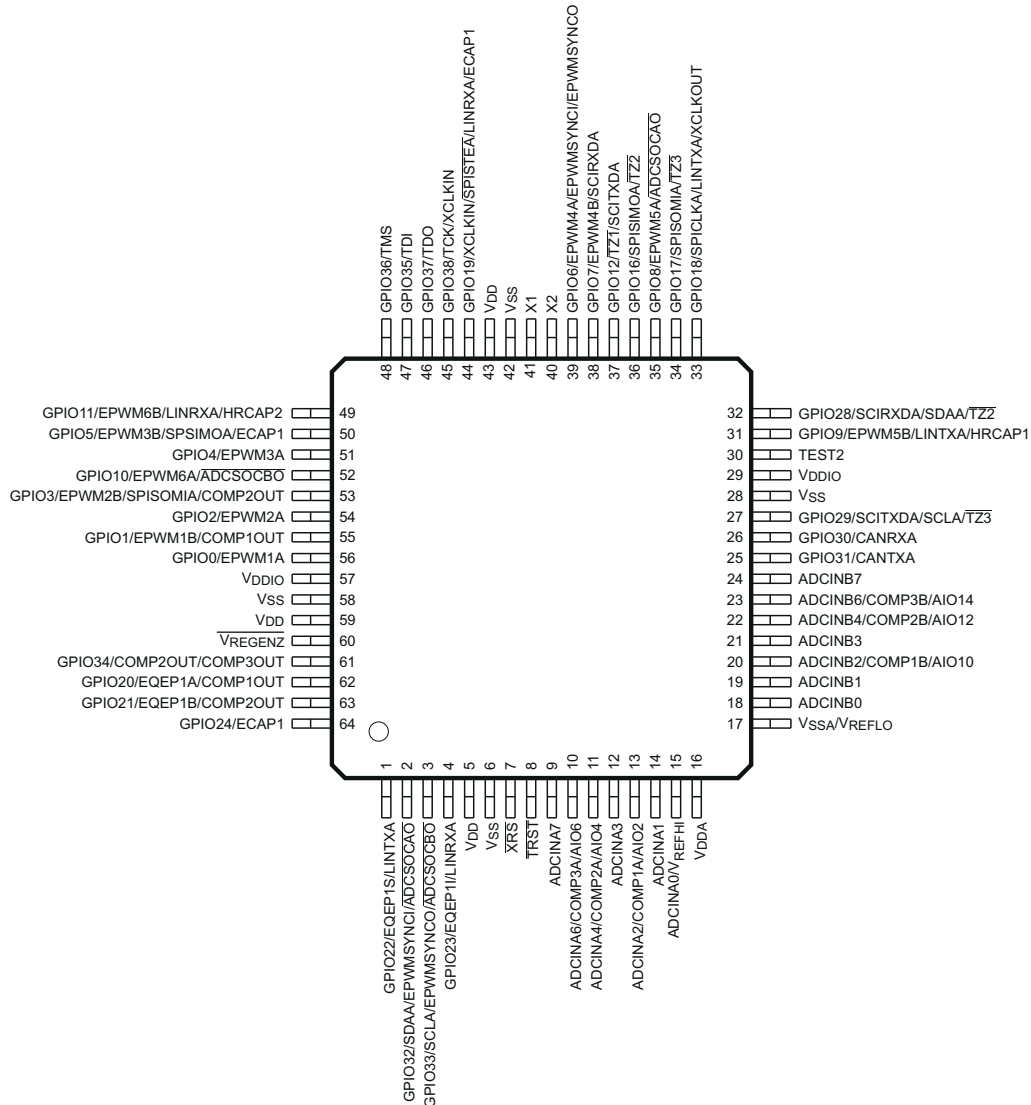 GPIO36/TMS
GPIO35/TDI
GPIO37/TDO
GPIO38/TCK/XCLKIN
GPIO19/XCLKIN/SPISTEA/LINRXA/ECAP1
VDD
VSS
X1
X2
GPIO6/EPWM4A/EPWMSYNCI/EPWMSYNCO
GPIO7/EPWM4B/SCIRXDA
GPIO12/TZ1/SCITXDA
GPIO16/SPISIMOA/TZ2
GPIO8/EPWM5A/ADCSOCAO
GPIO17/SPISOMIA/TZ3
GPIO18/SPICLKA/LINTXA/XCLKOUT
48
47
46
45
44
43
42
41
40
39
38
37
36
35
34
33
GPIO11/EPWM6B/LINRXA/HRCAP2 49
GPIO5/EPWM3B/SPSIMOA/ECAP1 50
GPIO4/EPWM3A 51
GPIO10/EPWM6A/ADCSOCBO 52
GPIO3/EPWM2B/SPISOMIA/COMP2OUT 53
GPIO2/EPWM2A 54
GPIO1/EPWM1B/COMP1OUT 55
GPIO0/EPWM1A 56
VDDIO 57
VSS 58
VDD 59
VREGENZ 60
GPIO34/COMP2OUT/COMP3OUT 61
GPIO20/EQEP1A/COMP1OUT 62
GPIO21/EQEP1B/COMP2OUT 63
GPIO24/ECAP1 64
32 GPIO28/SCIRXDA/SDAA/TZ2
31 GPIO9/EPWM5B/LINTXA/HRCAP1
30 TEST2
29 VDDIO
28 VSS
27 GPIO29/SCITXDA/SCLA/TZ3
26 GPIO30/CANRXA
25 GPIO31/CANTXA
24 ADCINB7
23 ADCINB6/COMP3B/AIO14
22 ADCINB4/COMP2B/AIO12
21 ADCINB3
20 ADCINB2/COMP1B/AIO10
19 ADCINB1
18 ADCINB0
17 VSSA/VREFLO
1
2
3
4
5
6
7
8
9
10
11
12
13
14
15
16
GPIO22/EQEP1S/LINTXA
GPIO32/SDAA/EPWMSYNCI/ADCSOCAO
GPIO33/SCLA/EPWMSYNCO/ADCSOCBO
GPIO23/EQEP1I/LINRXA
VDD
VSS
XRS
TRST
ADCINA7
ADCINA6/COMP3A/AIO6
ADCINA4/COMP2A/AIO4
ADCINA3
ADCINA2/COMP1A/AIO2
ADCINA1
ADCINA0/VREFHI
VDDA